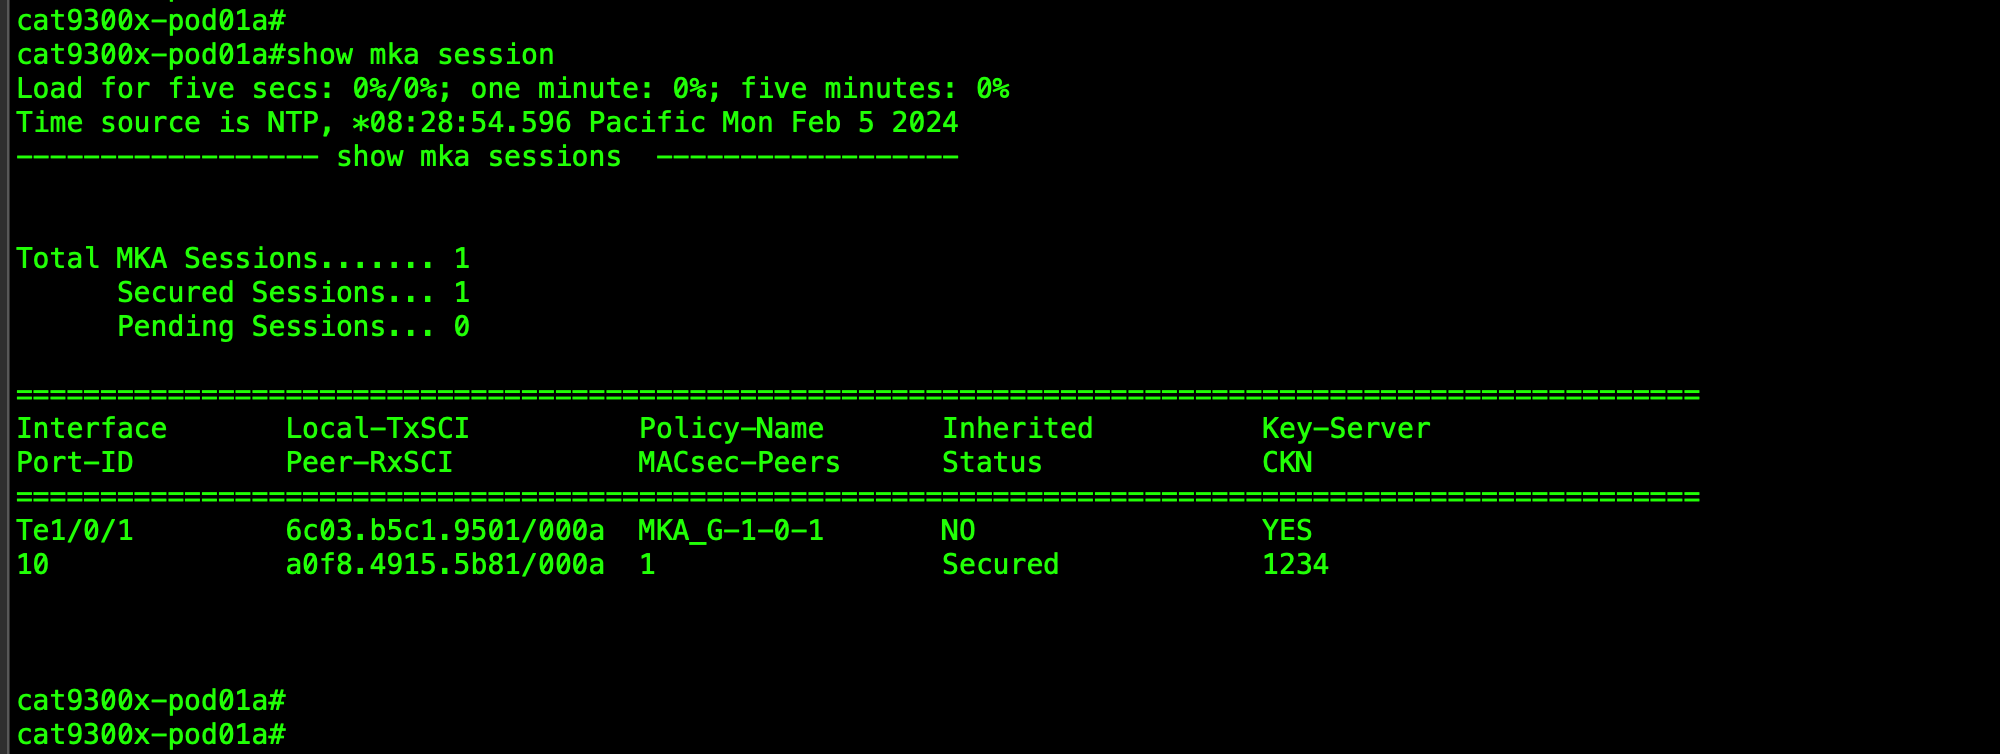 cat9300x-pod01a#
cat9300x-pod01a#show mka session
Load for five secs: 0%/0%; one minute: 0%; five minutes: 0%
Time source is NTP, *08:28:54.596 Pacific Mon Feb 5 2024
------------------ show mka sessions  ------------------
Total MKA Sessions....... 1
      Secured Sessions... 1
      Pending Sessions... 0
====================================================================================================
Interface       Local-TxSCI          Policy-Name       Inherited          Key-Server
Port-ID         Peer-RxSCI           MACsec-Peers      Status             CKN
====================================================================================================
Te1/0/1         6c03.b5c1.9501/000a  MKA_G-1-0-1       NO                 YES
10              a0f8.4915.5b81/000a  1                 Secured            1234
cat9300x-pod01a#
cat9300x-pod01a#